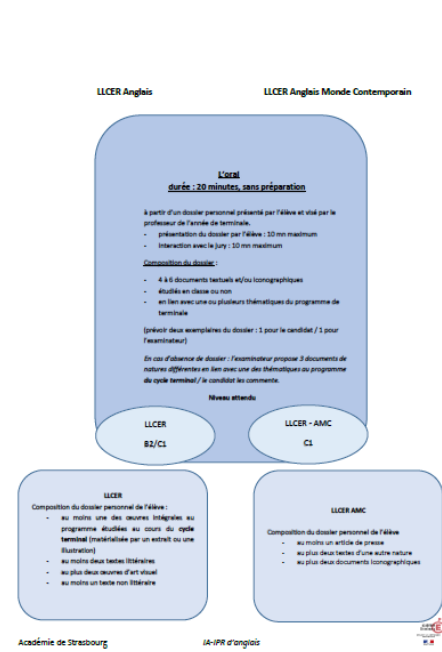 LLCER Anglais
LLCER Anglais Monde Contemporain
L'oral
durée : 20 minutes, sans préparation
à partir d'un dossier personnel présenté par l'élève et visé par le
professeur de l'année de terminale.
- présentation du dossier par l'élève : 10 mn maximum
- interaction avec le jury : 10 mn maximum
Composition du dossier :
- 4 à 6 documents textuels et/ou iconographiques
- étudiés en classe ou non
- en lien avec une ou plusieurs thématiques du programme de
terminale
(prévoir deux exemplaires du dossier : 1 pour le candidat / 1 pour
l'examinateur)
En cas d'absence de dossier : l'examinateur propose 3 documents de
natures différentes en lien avec une des thématiques au programme
du cycle terminal / le candidat les commente.
Niveau attendu
LLCER
B2/C1
LLCER - AMC
C1
LLCER
Composition du dossier personnel de l'élève :
- au moins une des œuvres intégrales au
programme étudiées au cours du cycle
terminal (matérialisée par un extrait ou une
illustration)
- au moins deux textes littéraires
- au plus deux œuvres d'art visuel
- au moins un texte non littéraire
LLCER AMC
Composition du dossier personnel de l'élève
- au moins un article de presse
- au plus deux textes d'une autre nature
- au plus deux documents iconographiques
Académie de Strasbourg
IA-IPR d'anglais